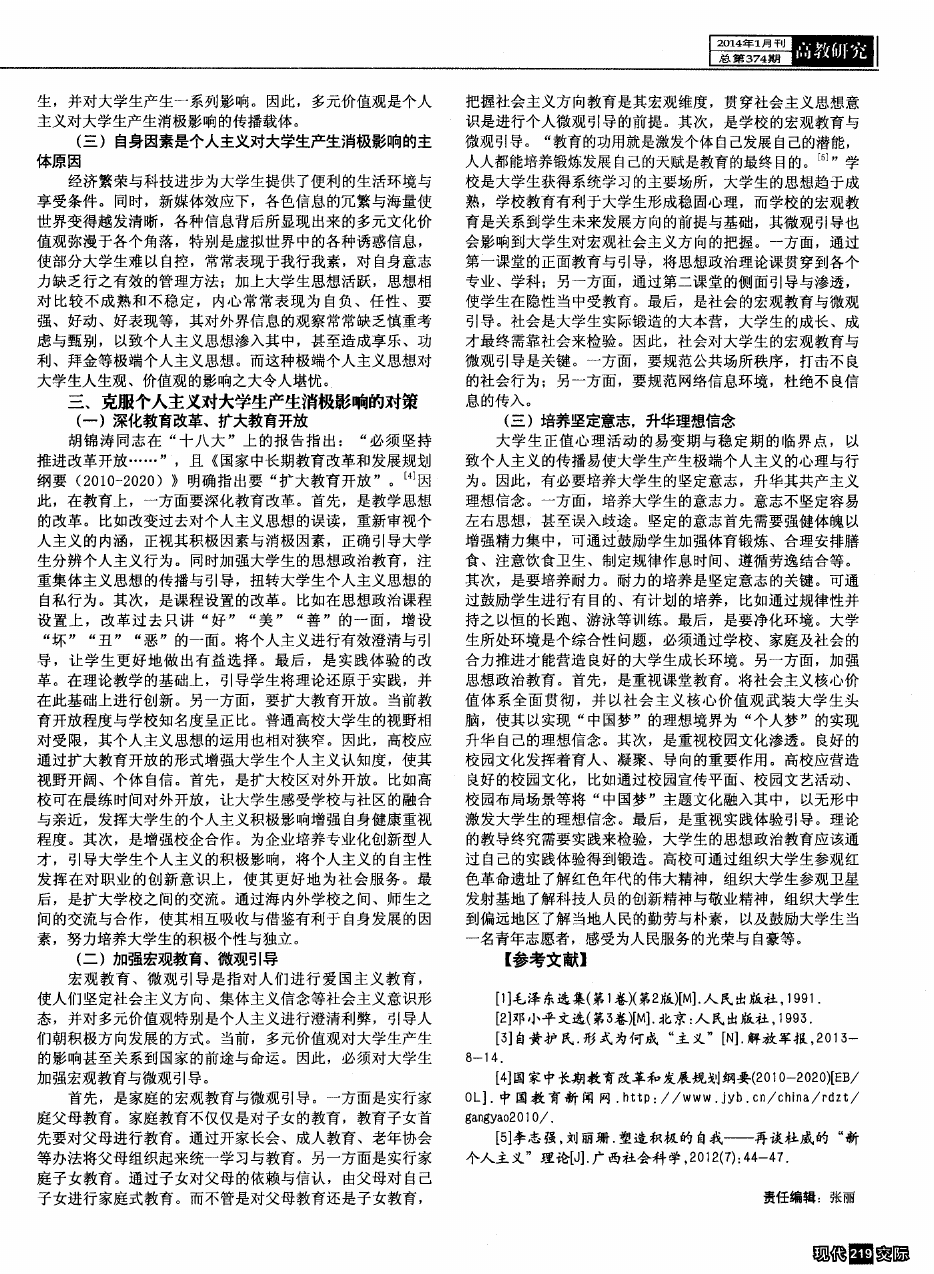 2014年1月刊
总第374期
高教研究
生，并对大学生产生一系列影响。因此，多元价值观是个人
主义对大学生产生消极影响的传播载体。
（三）自身因素是个人主义对大学生产生消极影响的主
体原因
经济繁荣与科技进步为大学生提供了便利的生活环境与
享受条件。同时，新媒体效应下，各色信息的冗繁与海量使
世界变得越发清晰，各种信息背后所显现出来的多元文化价
值观弥漫于各个角落，特别是虚拟世界中的各种诱惑信息，
使部分大学生难以自控，常常表现于我行我素，对自身意志
力缺乏行之有效的管理方法；加上大学生思想活跃，思想相
对比较不成熟和不稳定，内心常常表现为自负、任性、要
强、好动、好表现等，其对外界信息的观察常常缺乏慎重考
虑与甄别，以致个人主义思想渗入其中，甚至造成享乐、功
利、拜金等极端个人主义思想。而这种极端个人主义思想对
大学生人生观、价值观的影响之大令人堪忧。
三、克服个人主义对大学生产生消极影响的对策
（一）深化教育改革、扩大教育开放
胡锦涛同志在“十八大”上的报告指出：“必须坚持
推进改革开放……”，且《国家中长期教育改革和发展规划
纲要（2010-2020）》明确指出要“扩大教育开放”。[4]因
此，在教育上，一方面要深化教育改革。首先，是教学思想
的改革。比如改变过去对个人主义思想的误读，重新审视个
人主义的内涵，正视其积极因素与消极因素，正确引导大学
生分辨个人主义行为。同时加强大学生的思想政治教育，注
重集体主义思想的传播与引导，扭转大学生个人主义思想的
自私行为。其次，是课程设置的改革。比如在思想政治课程
设置上，改革过去只讲“好”“美”“善”的一面，增设
“坏”“丑”“恶”的一面。将个人主义进行有效澄清与引
导，让学生更好地做出有益选择。最后，是实践体验的改
革。在理论教学的基础上，引导学生将理论还原于实践，并
在此基础上进行创新。另一方面，要扩大教育开放。当前教
育开放程度与学校知名度呈正比。普通高校大学生的视野相
对受限，其个人主义思想的运用也相对狭窄。因此，高校应
通过扩大教育开放的形式增强大学生个人主义认知度，使其
视野开阔、个体自信。首先，是扩大校区对外开放。比如高
校可在晨练时间对外开放，让大学生感受学校与社区的融合
与亲近，发挥大学生的个人主义积极影响增强自身健康重视
程度。其次，是增强校企合作。为企业培养专业化创新型人
才，引导大学生个人主义的积极影响，将个人主义的自主性
发挥在对职业的创新意识上，使其更好地为社会服务。最
后，是扩大学校之间的交流。通过海内外学校之间、师生之
间的交流与合作，使其相互吸收与借鉴有利于自身发展的因
素，努力培养大学生的积极个性与独立。
（二）加强宏观教育、微观引导
宏观教育、微观引导是指对人们进行爱国主义教育，
使人们坚定社会主义方向、集体主义信念等社会主义意识形
态，并对多元价值观特别是个人主义进行澄清利弊，引导人
们朝积极方向发展的方式。当前，多元价值观对大学生产生
的影响甚至关系到国家的前途与命运。因此，必须对大学生
加强宏观教育与微观引导。
首先，是家庭的宏观教育与微观引导。一方面是实行家
庭父母教育。家庭教育不仅仅是对子女的教育，教育子女首
先要对父母进行教育。通过开家长会、成人教育、老年协会
等办法将父母组织起来统一学习与教育。另一方面是实行家
庭子女教育。通过子女对父母的依赖与信认，由父母对自己
子女进行家庭式教育。而不管是对父母教育还是子女教育，
把握社会主义方向教育是其宏观维度，贯穿社会主义思想意
识是进行个人微观引导的前提。其次，是学校的宏观教育与
微观引导。“教育的功用就是激发个体自己发展自己的潜能，
人人都能培养锻炼发展自己的天赋是教育的最终目的。[5]”学
校是大学生获得系统学习的主要场所，大学生的思想趋于成
熟，学校教育有利于大学生形成稳固心理，而学校的宏观教
育是关系到学生未来发展方向的前提与基础，其微观引导也
会影响到大学生对宏观社会主义方向的把握。一方面，通过
第一课堂的正面教育与引导，将思想政治理论课贯穿到各个
专业、学科；另一方面，通过第二课堂的侧面引导与渗透，
使学生在隐性当中受教育。最后，是社会的宏观教育与微观
引导。社会是大学生实际锻造的大本营，大学生的成长、成
才最终需靠社会来检验。因此，社会对大学生的宏观教育与
微观引导是关键。一方面，要规范公共场所秩序，打击不良
的社会行为；另一方面，要规范网络信息环境，杜绝不良信
息的传入。
（三）培养坚定意志，升华理想信念
大学生正值心理活动的易变期与稳定期的临界点，以
致个人主义的传播易使大学生产生极端个人主义的心理与行
为。因此，有必要培养大学生的坚定意志，升华其共产主义
理想信念。一方面，培养大学生的意志力。意志不坚定容易
左右思想，甚至误入歧途。坚定的意志首先需要强健体魄以
增强精力集中，可通过鼓励学生加强体育锻炼、合理安排膳
食、注意饮食卫生、制定规律作息时间、遵循劳逸结合等。
其次，是要培养耐力。耐力的培养是坚定意志的关键。可通
过鼓励学生进行有目的、有计划的培养，比如通过规律性并
持之以恒的长跑、游泳等训练。最后，是要净化环境。大学
生所处环境是个综合性问题，必须通过学校、家庭及社会的
合力推进才能营造良好的大学生成长环境。另一方面，加强
思想政治教育。首先，是重视课堂教育。将社会主义核心价
值体系全面贯彻，并以社会主义核心价值观武装大学生头
脑，使其以实现“中国梦”的理想境界为“个人梦”的实现
升华自己的理想信念。其次，是重视校园文化渗透。良好的
校园文化发挥着育人、凝聚、导向的重要作用。高校应营造
良好的校园文化，比如通过校园宣传平面、校园文艺活动、
校园布局场景等将“中国梦”主题文化融入其中，以无形中
激发大学生的理想信念。最后，是重视实践体验引导。理论
的教导终究需要实践来检验，大学生的思想政治教育应该通
过自己的实践体验得到锻造。高校可通过组织大学生参观红
色革命遗址了解红色年代的伟大精神，组织大学生参观卫星
发射基地了解科技人员的创新精神与敬业精神，组织大学生
到偏远地区了解当地人民的勤劳与朴素，以及鼓励大学生当
一名青年志愿者，感受为人民服务的光荣与自豪等。
【参考文献】
[1]毛泽东选集(第1卷)(第2版)[M].人民出版社,1991.
[2]邓小平文选(第3卷)[M].北京:人民出版社,1993.
[3]自黄护民.形式为何成“主义”[N].解放军报,2013-
8-14.
[4]国家中长期教育改革和发展规划纲要(2010-2020)[EB/
OL].中国教育新闻网.http://www.jyb.cn/china/rdzt/
gangyao2010/.
[5]李志强,刘丽珊.塑造积极的自我——再谈杜威的“新
个人主义”理论[J].广西社会科学,2012(7):44-47.
责任编辑：张丽
现代219交际